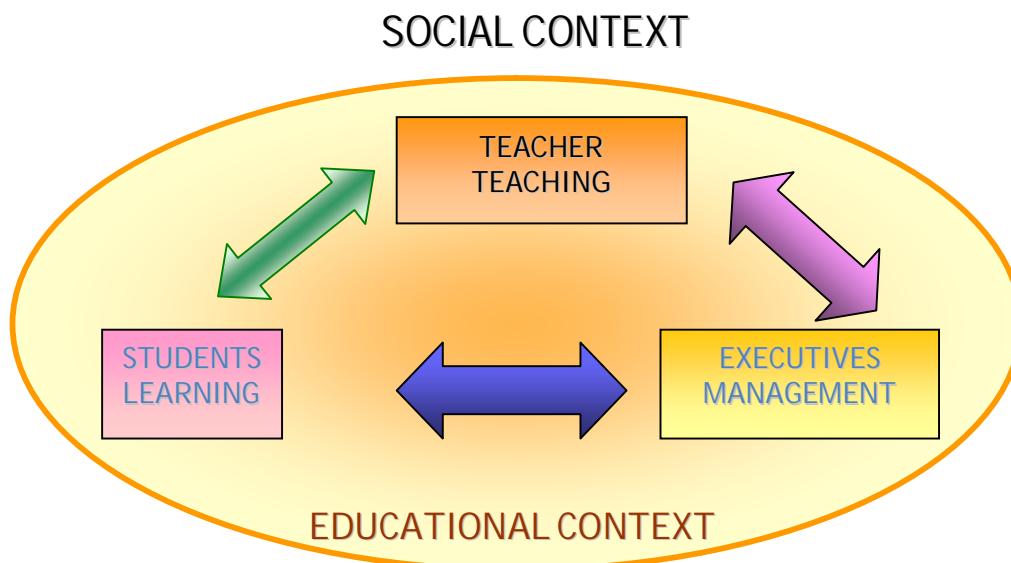 SOCIAL CONTEXT
TEACHER
TEACHING
STUDENTS
LEARNING
EXECUTIVES
MANAGEMENT
EDUCATIONAL CONTEXT